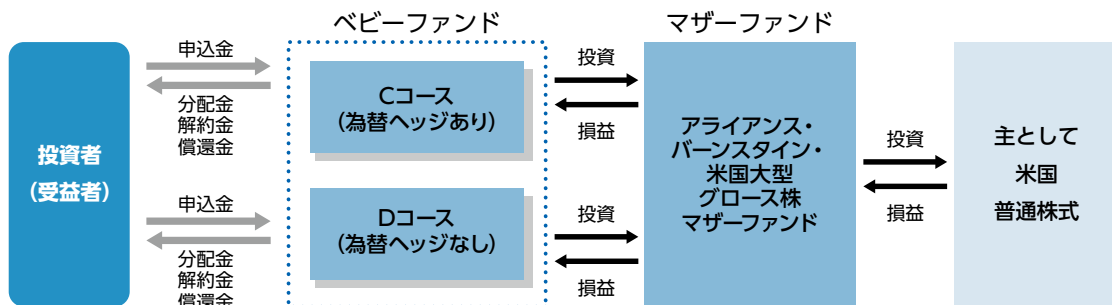 ベビーファンド
マザーファンド
投資者
(受益者)
申込金
分配金
解約金
償還金
Cコース
(為替ヘッジあり)
投資
損益
申込金
分配金
解約金
償還金
Dコース
(為替ヘッジなし)
投資
損益
アライアンス・
バーンスタイン・
米国大型
グロース株
マザーファンド
投資
損益
主として
米国
普通株式